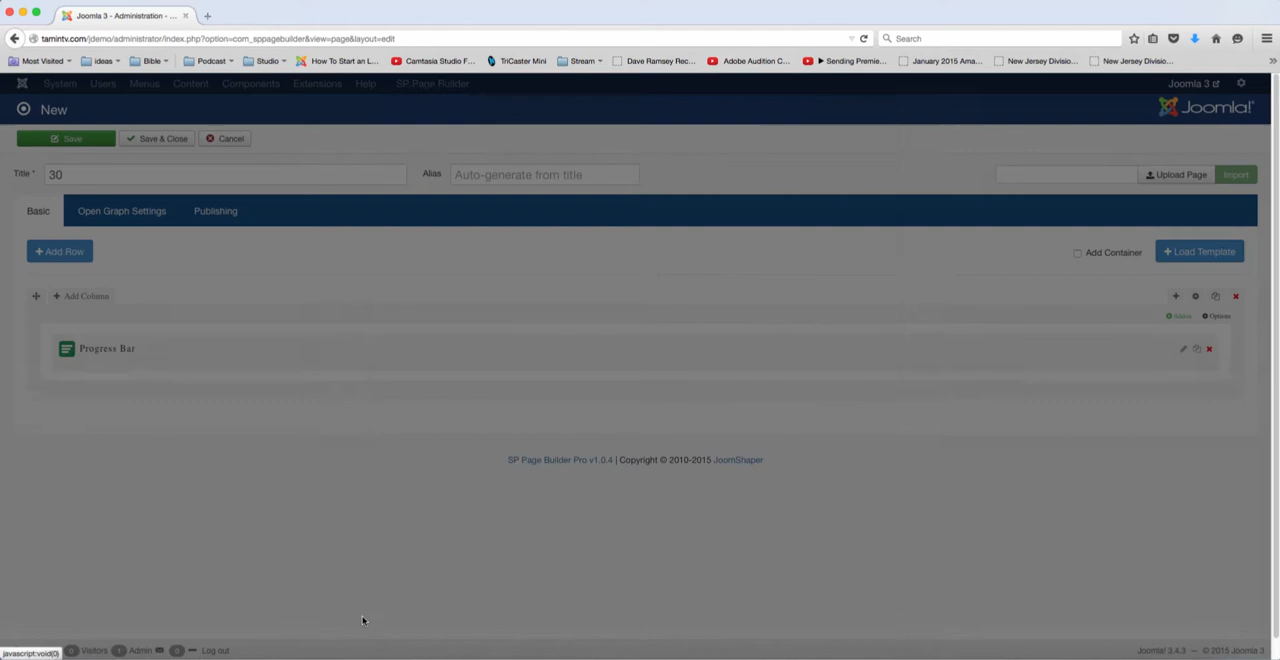 Joomla 3 - Administration - ...
tamintv.com/jdemo/administrator/index.php?option=com_sppagebuilder&view=page&layout=edit
Search
Most Visited
ideas
Bible
Podcast
Studio
How To Start an L...
Camtasia Studio F...
TriCaster Mini
Stream
Dave Ramsey Rec...
Adobe Audition C...
▶ Sending Premie...
January 2015 Ama...
New Jersey Divisio...
New Jersey Divisio...
System Users Menus Content Components Extensions Help SP Page Builder
Joomla 3
New
Joomla!
Save
Save & Close
Cancel
Title *
30
Alias
Auto-generate from title
Upload Page
Import
Basic
Open Graph Settings
Publishing
+ Add Row
Add Container
+ Load Template
+ Add Column
Addon
Options
Progress Bar
SP Page Builder Pro v1.0.4 | Copyright © 2010-2015 JoomShaper
javascript:void(0)
0 Visitors 1 Admin 0 Log out
Joomla! 3.4.3 — © 2015 Joomla 3